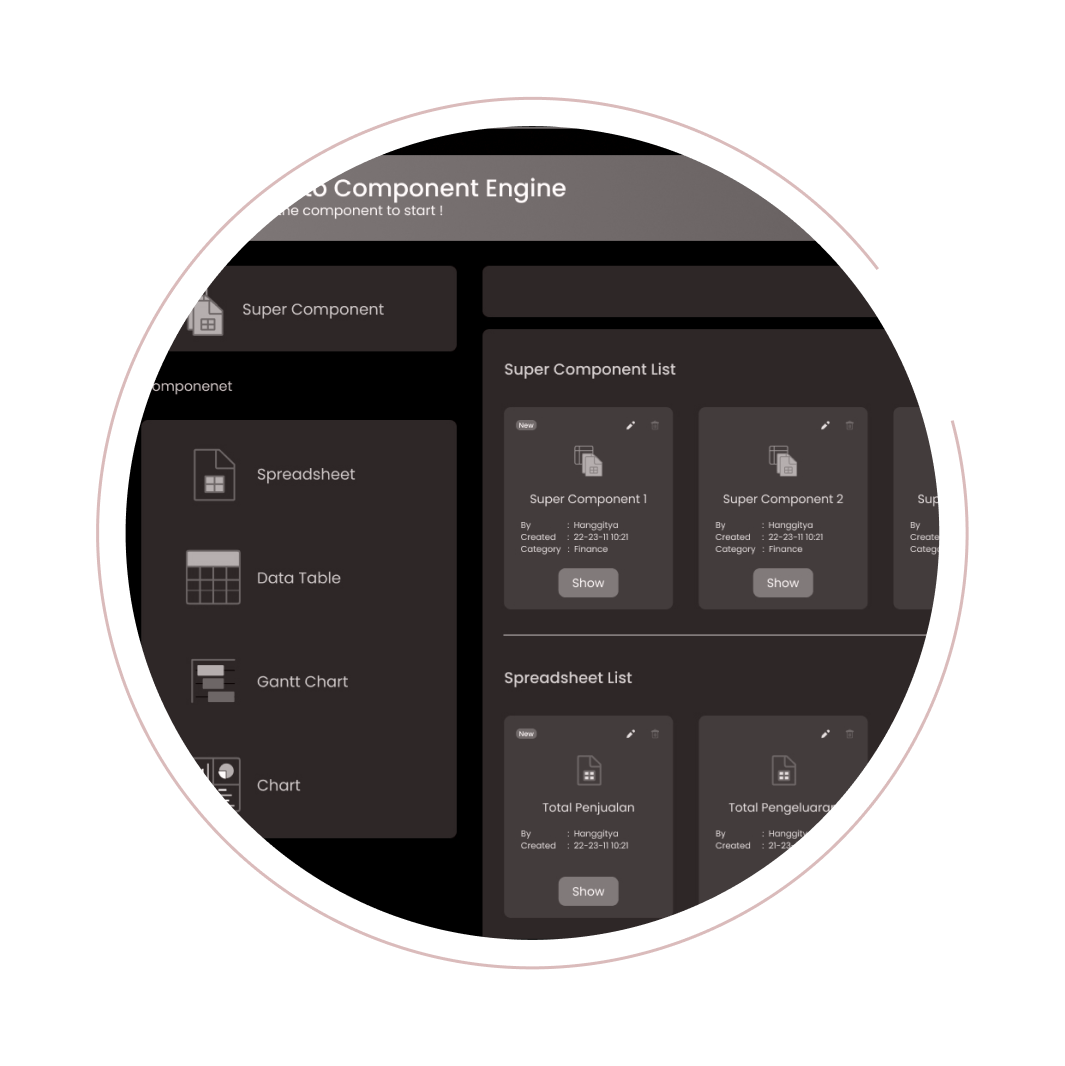 to Component Engine
the component to start !
Super Component
omponenet
Spreadsheet
Data Table
Gantt Chart
Chart
Super Component List
New
Super Component 1
By : Hanggitya
Created : 22-23-11 10:21
Category : Finance
Show
Super Component 2
By : Hanggitya
Created : 22-23-11 10:21
Category : Finance
Show
Sup
By
Create
Categ
Spreadsheet List
New
Total Penjualan
By : Hanggitya
Created : 22-23-11 10:21
Show
Total Pengeluaran
By : Hanggity
Created : 21-23-